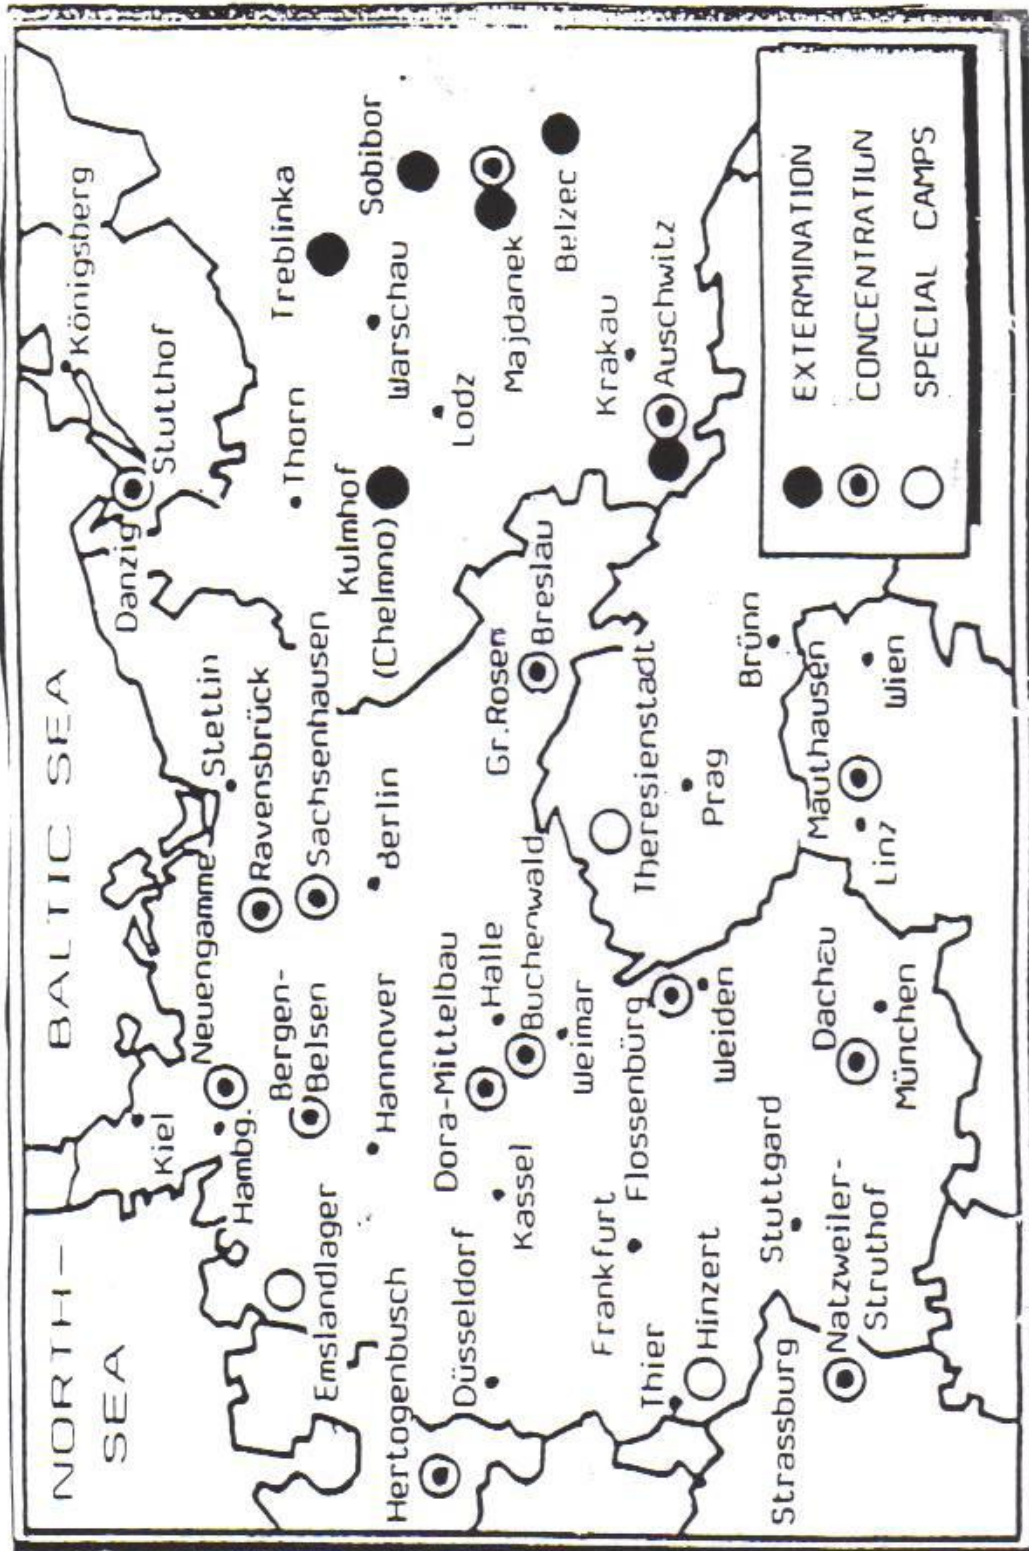 NORTH-
SEA
BALTIC SEA
Königsberg
Danzig
Stutthof
Kiel
Hambg.
Neuengamme
Stettin
Ravensbrück
Sachsenhausen
Berlin
Thorn
Treblinka
Warschau
Sobibor
Kulmhof
(Chelmno)
Lodz
Majdanek
Belzec
Emslandlager
Bergen-
Belsen
Hannover
Hertogenbusch
Düsseldorf
Kassel
Dora-Mittelbau
Halle
Buchenwald
Weimar
Gr.Rosen
Breslau
Krakau
Auschwitz
Theresienstadt
Prag
Brünn
Frankfurt
Flossenbürg
Weiden
Thier
Hinzert
Strassburg
Stuttgard
Natzweiler-
Struthof
Dachau
München
Mauthausen
Linz
Wien
EXTERMINATION
CONCENTRATIUN
SPECIAL CAMPS